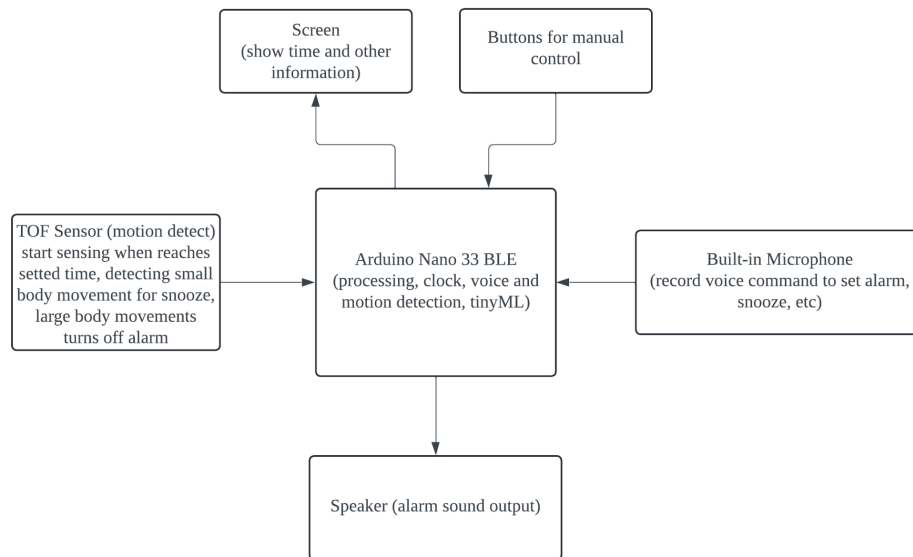 Screen
(show time and other
information)
Buttons for manual
control
TOF Sensor (motion detect)
start sensing when reaches
setted time, detecting small
body movement for snooze,
large body movements
turns off alarm
Arduino Nano 33 BLE
(processing, clock, voice and
motion detection, tinyML)
Built-in Microphone
(record voice command to set alarm,
snooze, etc)
Speaker (alarm sound output)